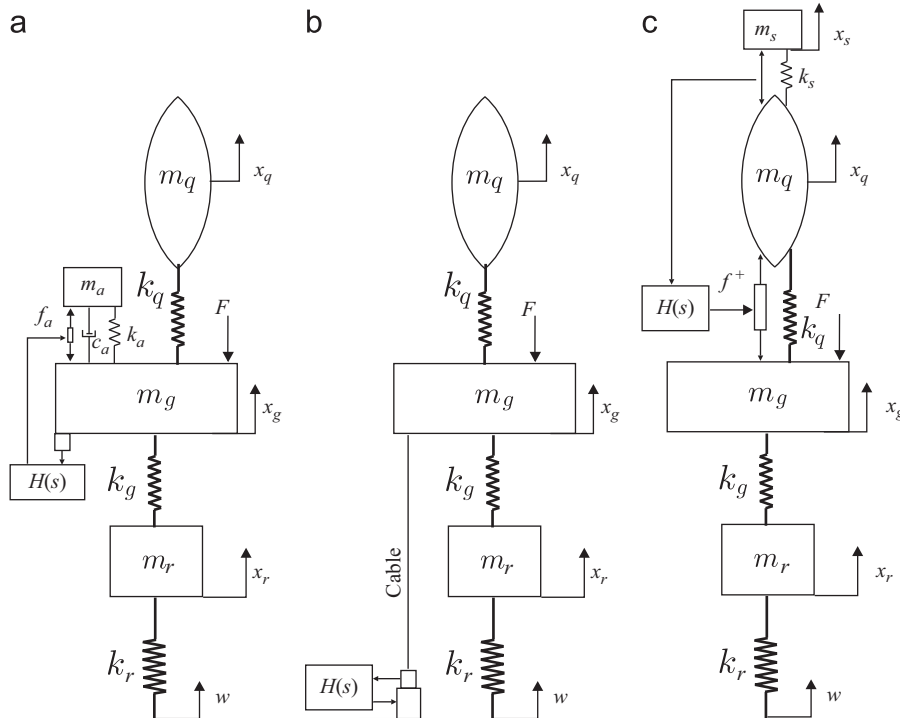 a
m_q
x_q
m_a
f_a
c_a
k_a
k_q
F
m_g
x_g
H(s)
k_g
m_r
x_r
k_r
w
b
m_q
x_q
k_q
F
m_g
x_g
k_g
Cable
m_r
x_r
H(s)
k_r
w
c
m_s
x_s
k_s
m_q
x_q
f^+
H(s)
F
k_q
m_g
x_g
k_g
m_r
x_r
k_r
w